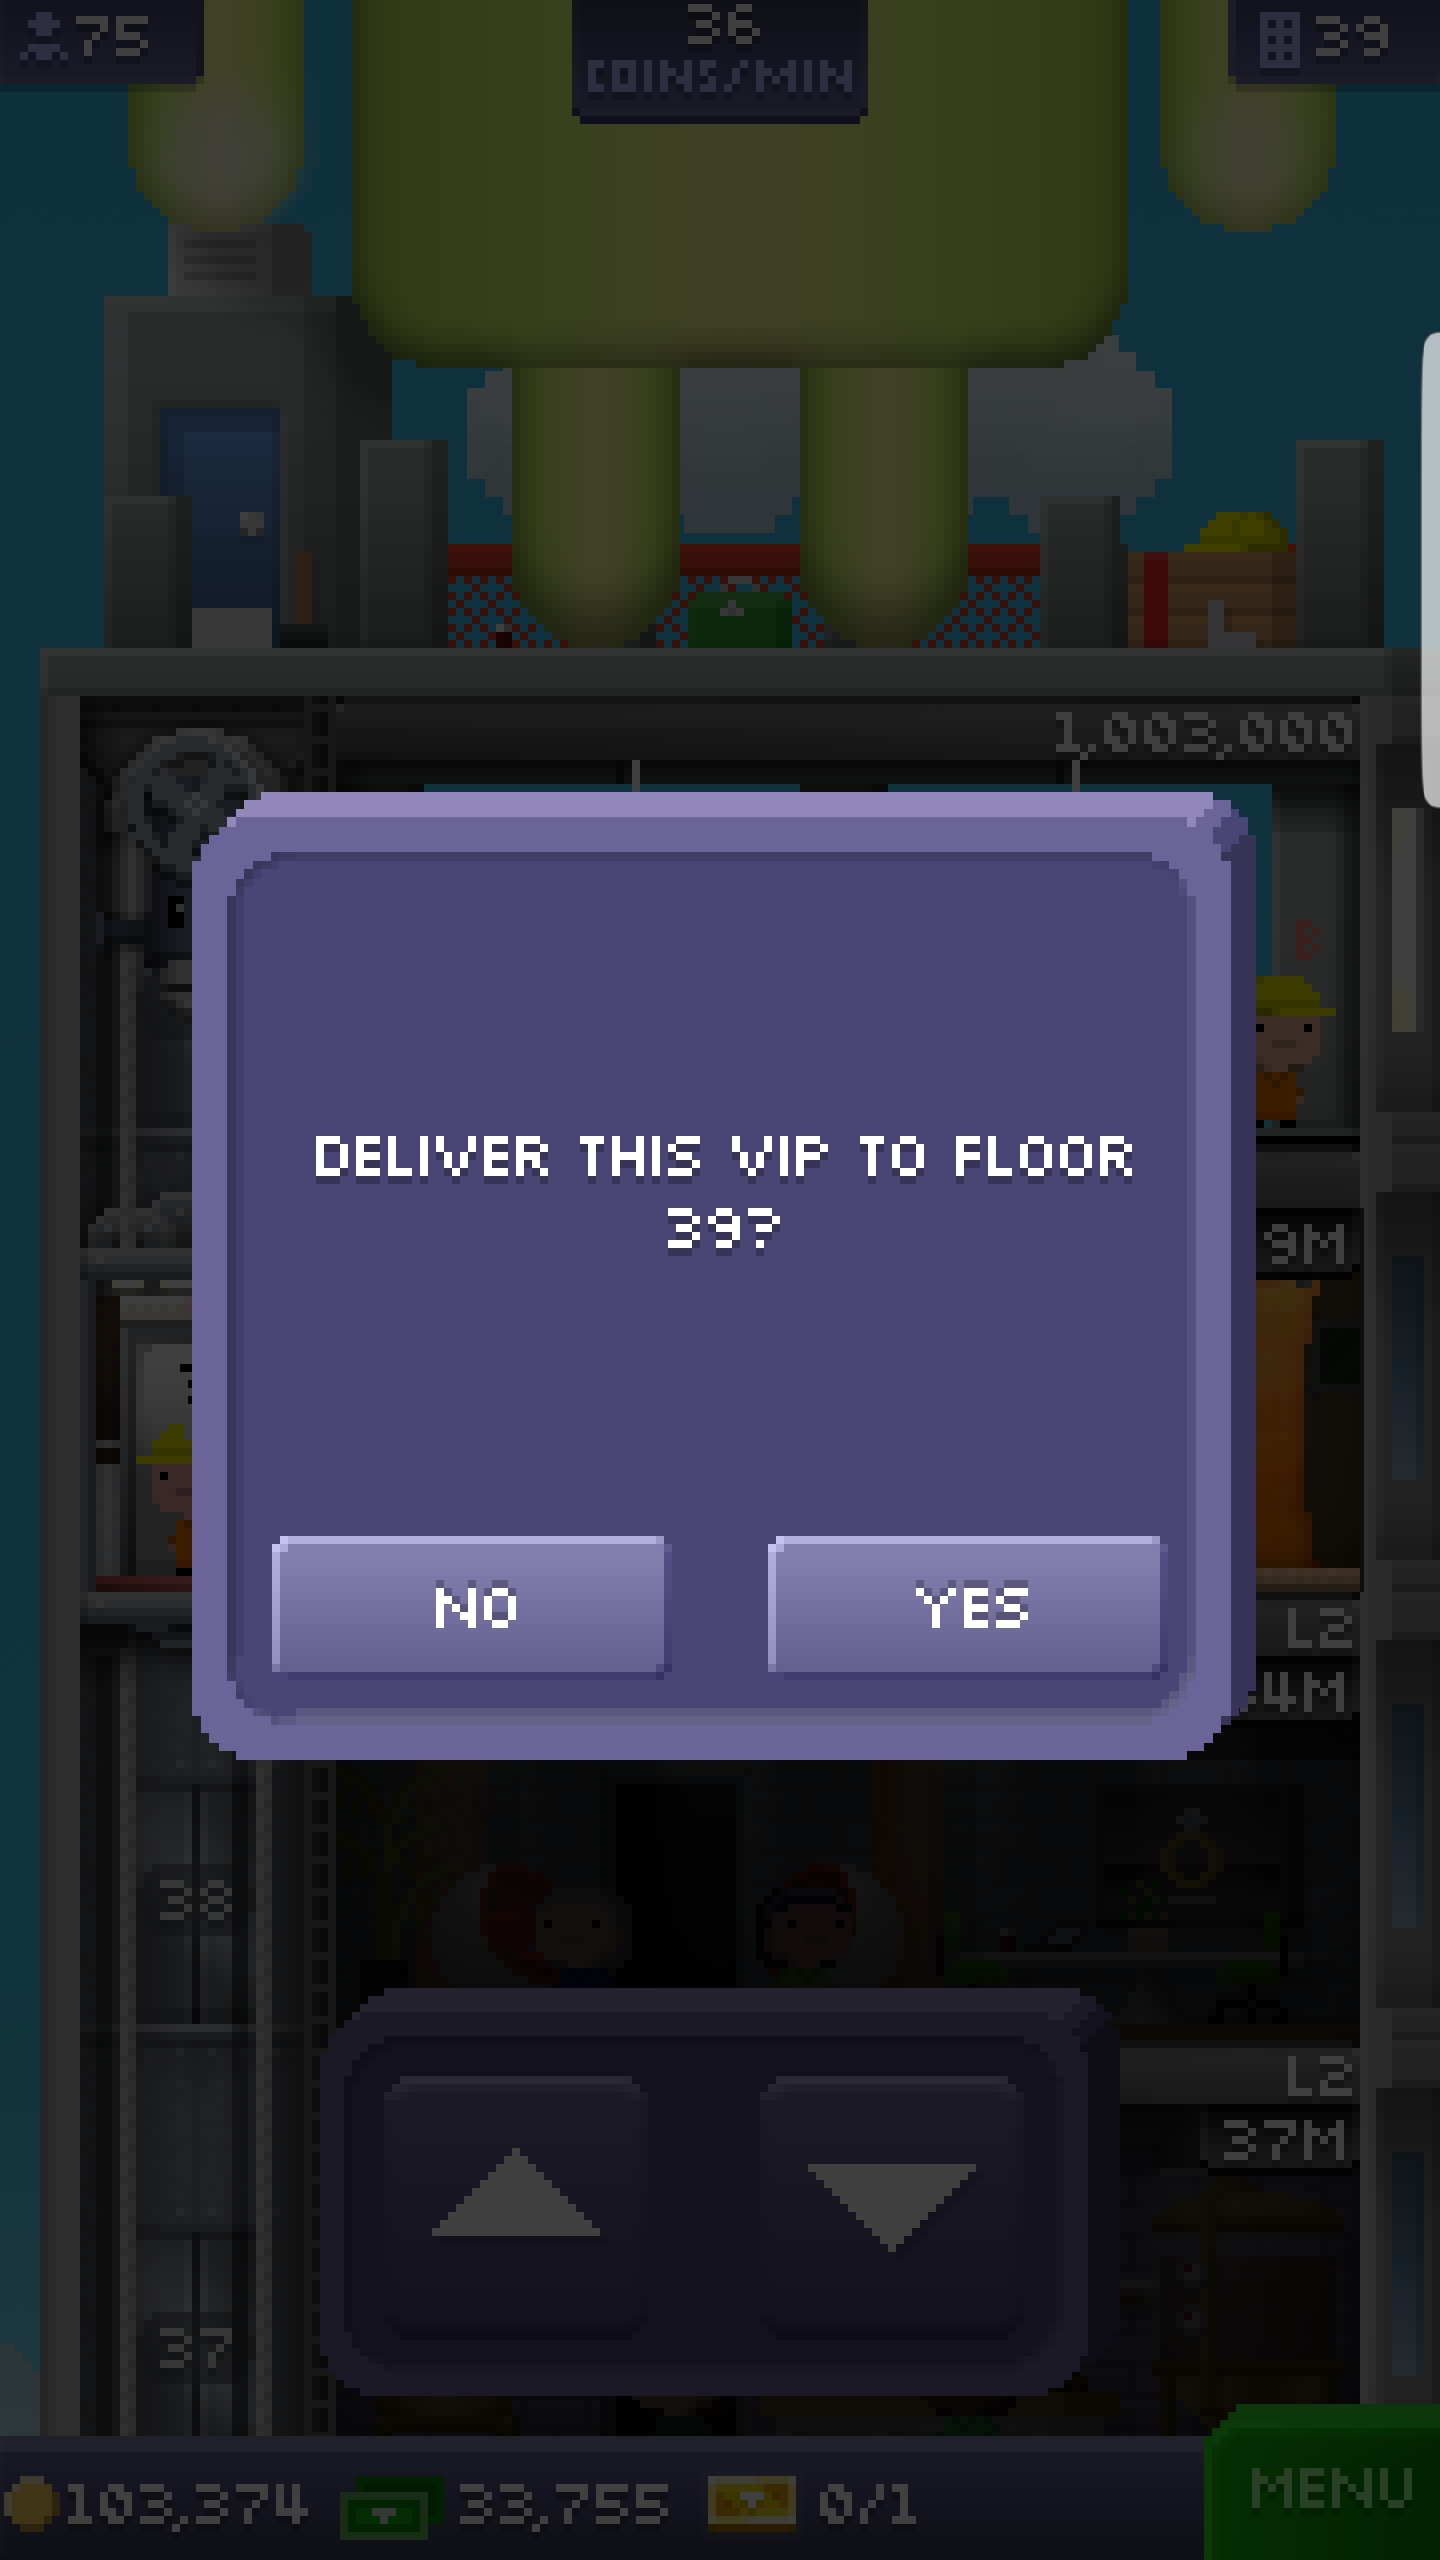 75
36
COINS/MIN
39
1,003,000
B
9M
DELIVER THIS VIP TO FLOOR
39?
NO
YES
L2
4M
38
L2
37M
37
103,374
33,755
0/1
MENU